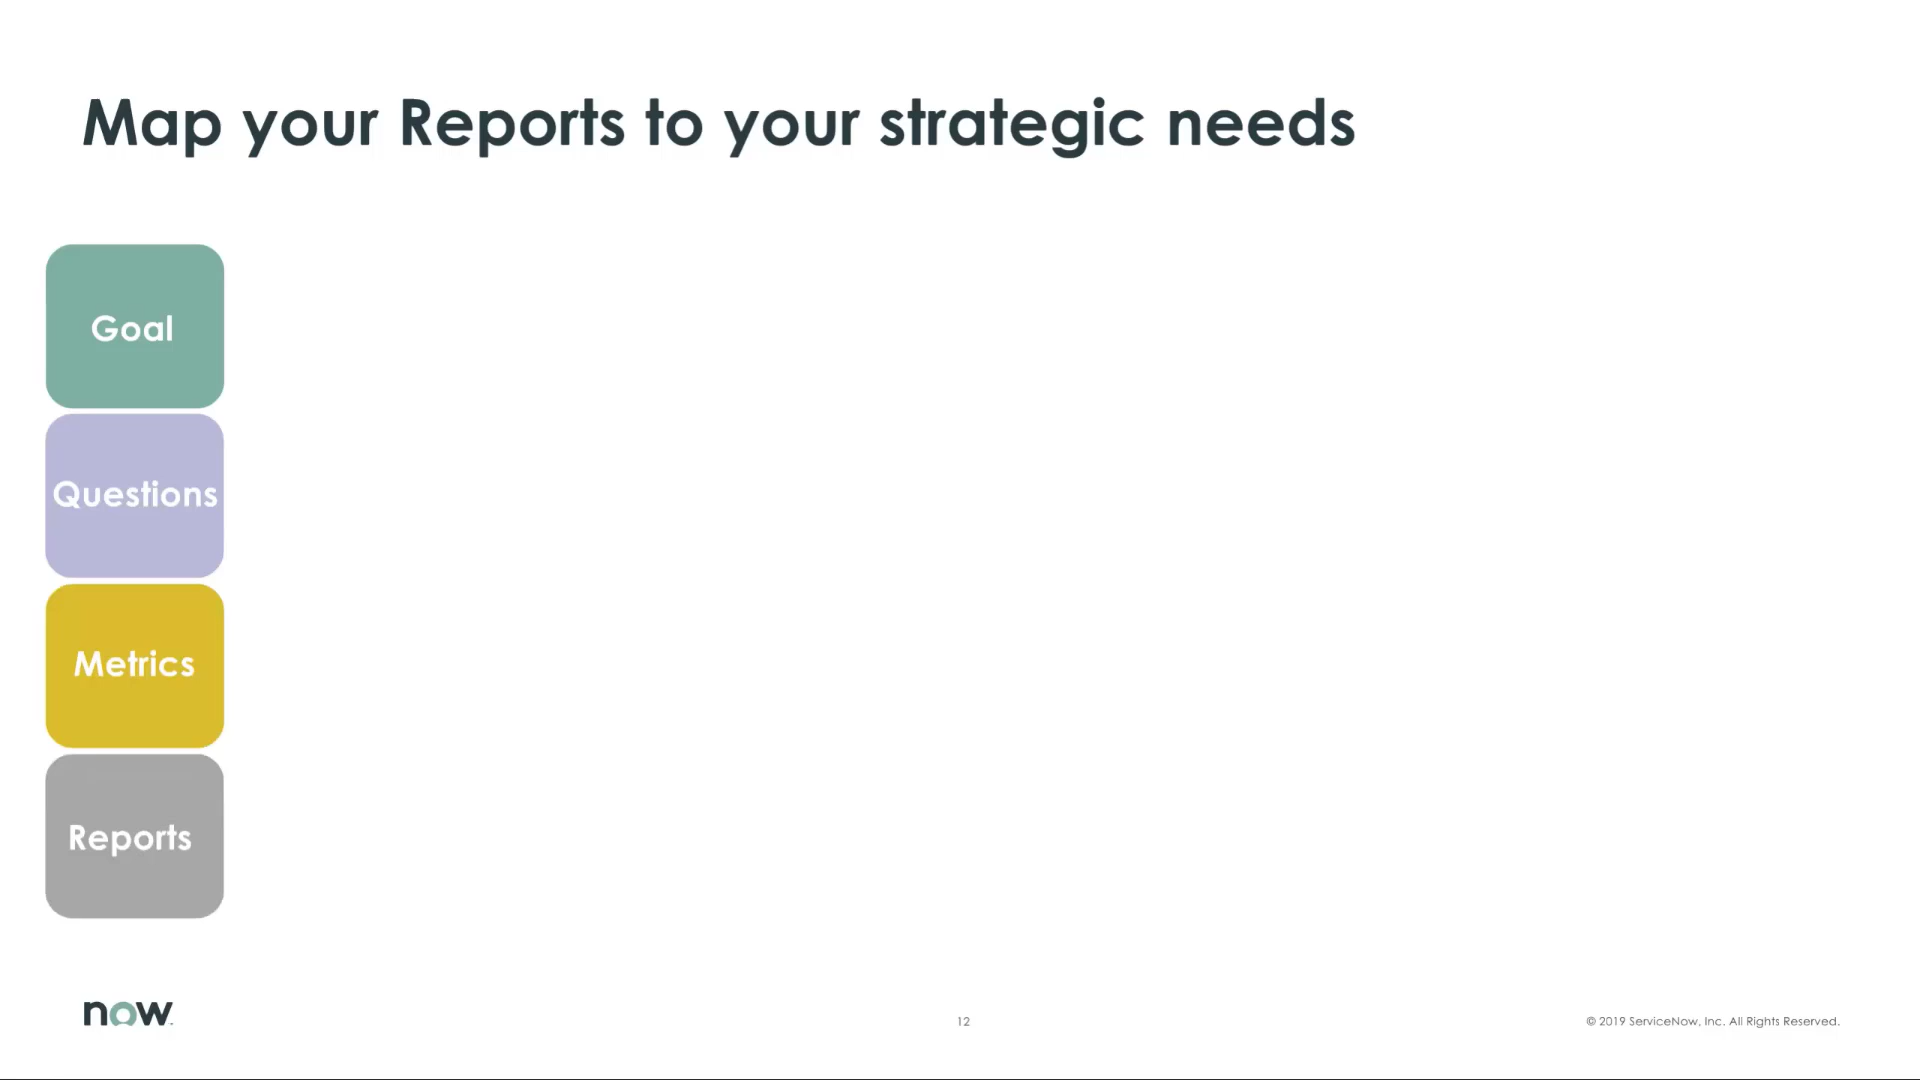 Map your Reports to your strategic needs
Goal
Questions
Metrics
Reports
now
12
© 2019 ServiceNow, Inc. All Rights Reserved.